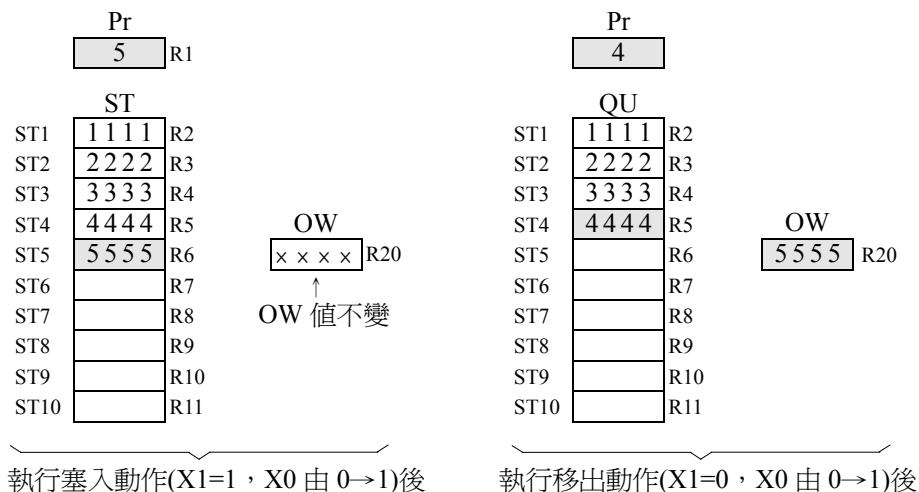 Pr
5 R1
ST
ST1 1111 R2
ST2 2222 R3
ST3 3333 R4
ST4 4444 R5
ST5 5555 R6
ST6 R7
ST7 R8
ST8 R9
ST9 R10
ST10 R11
OW
×××× R20
↑
OW 值不變
執行塞入動作(X1=1，X0 由 0→1)後
Pr
4
QU
ST1 1111 R2
ST2 2222 R3
ST3 3333 R4
ST4 4444 R5
ST5 R6
ST6 R7
ST7 R8
ST8 R9
ST9 R10
ST10 R11
OW
5555 R20
執行移出動作(X1=0，X0 由 0→1)後